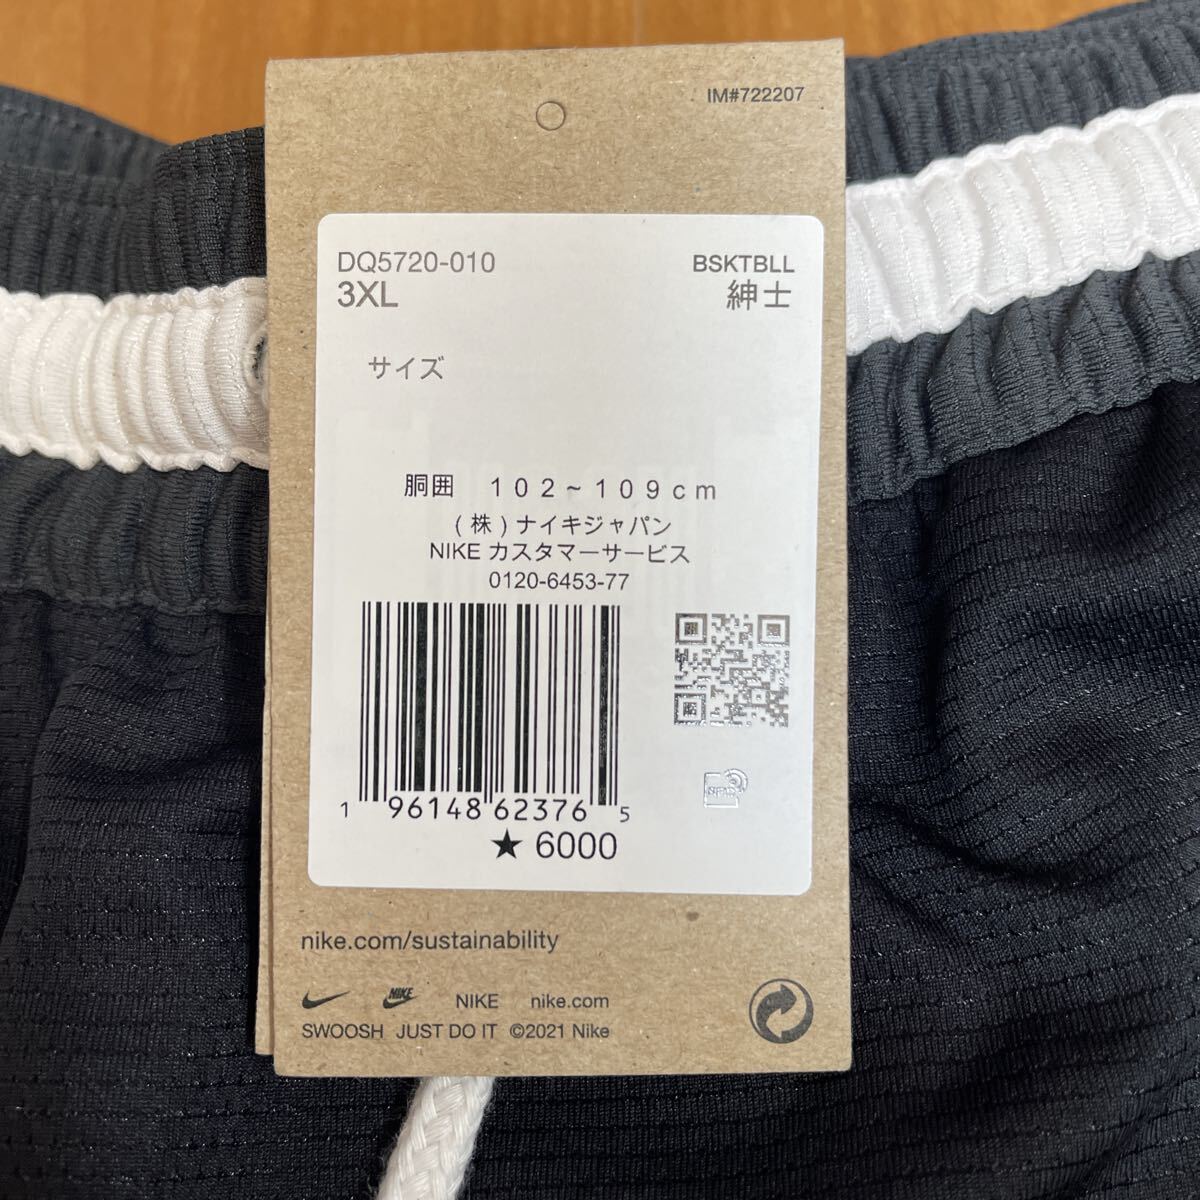 IM#722207
DQ5720-010
BSKTBLL
3XL
紳士
サイズ
胴囲 102~109cm
(株)ナイキジャパン
NIKE カスタマーサービス
0120-6453-77
1 96148 62376 5
★ 6000
nike.com/sustainability
NIKE NIKE nike.com
SWOOSH JUST DO IT ©2021 Nike